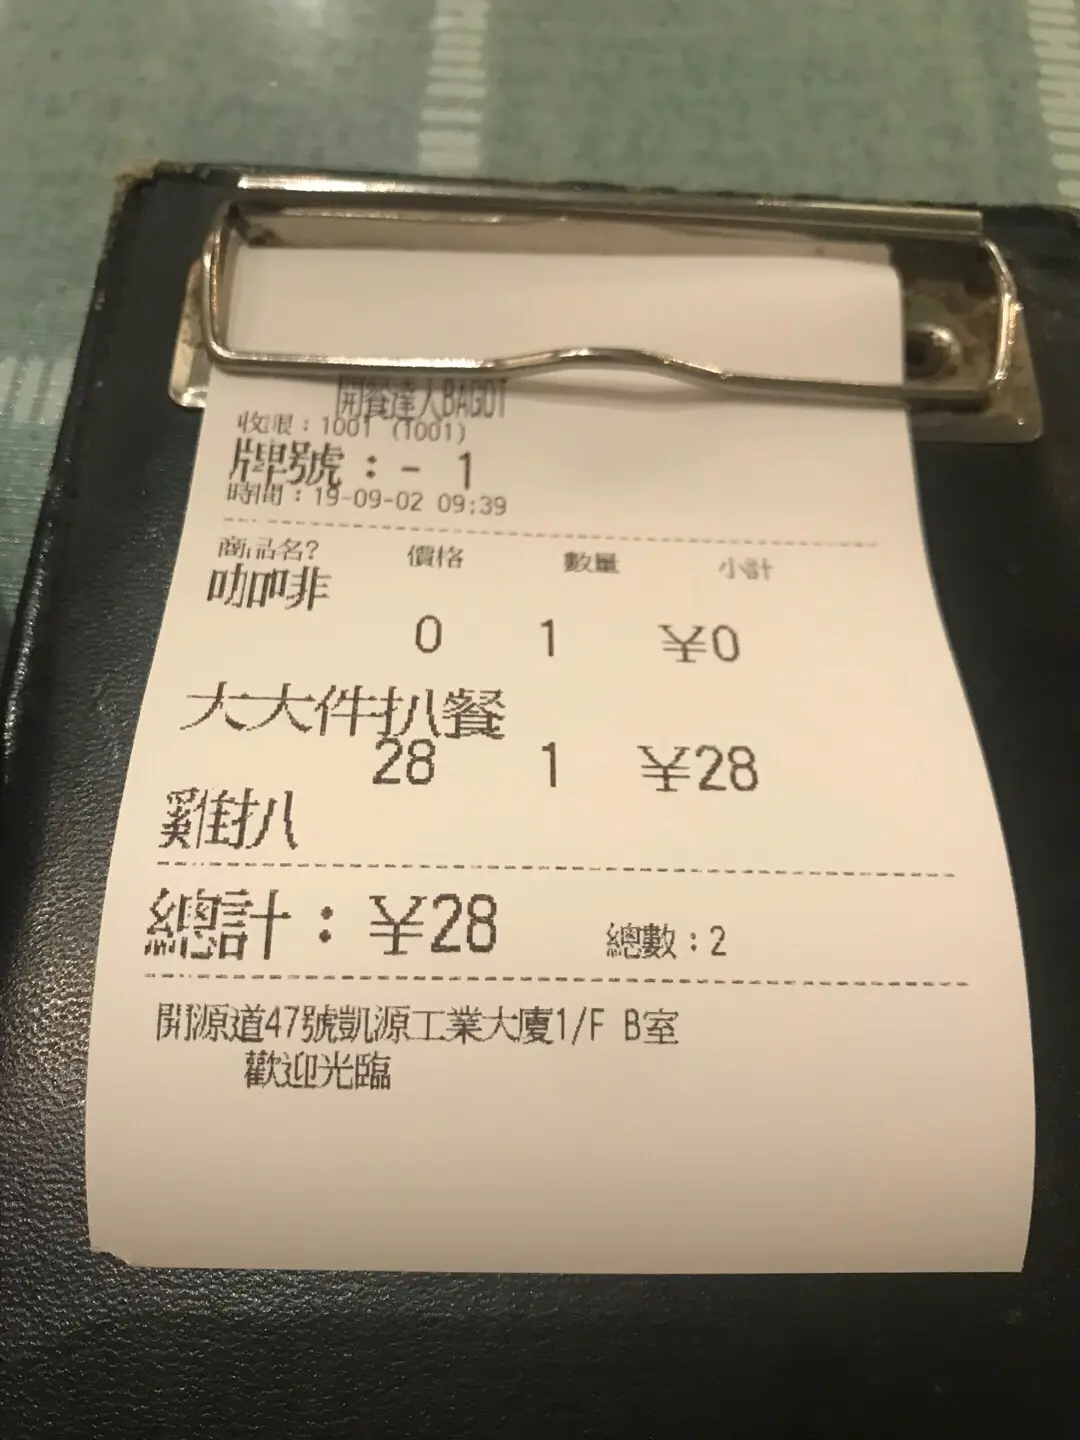 開餐達人BAGOT
收銀：1001 (1001)
牌號：- 1
時間：19-09-02 09:39
商品名? 價格 數量 小計
咖啡
0 1 ¥0
大大件扒餐
28 1 ¥28
雞扒
總計：¥28 總數：2
開源道47號凱源工業大廈1/F B室
歡迎光臨